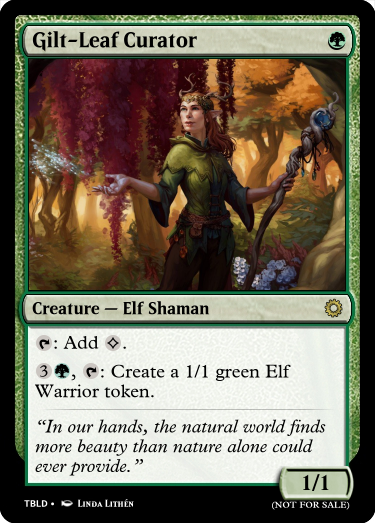 Gilt-Leaf Curator
Creature — Elf Shaman
: Add .
3, : Create a 1/1 green Elf
Warrior token.
“In our hands, the natural world finds
more beauty than nature alone could
ever provide.”
1/1
TBLD • Linda Lithén
(NOT FOR SALE)